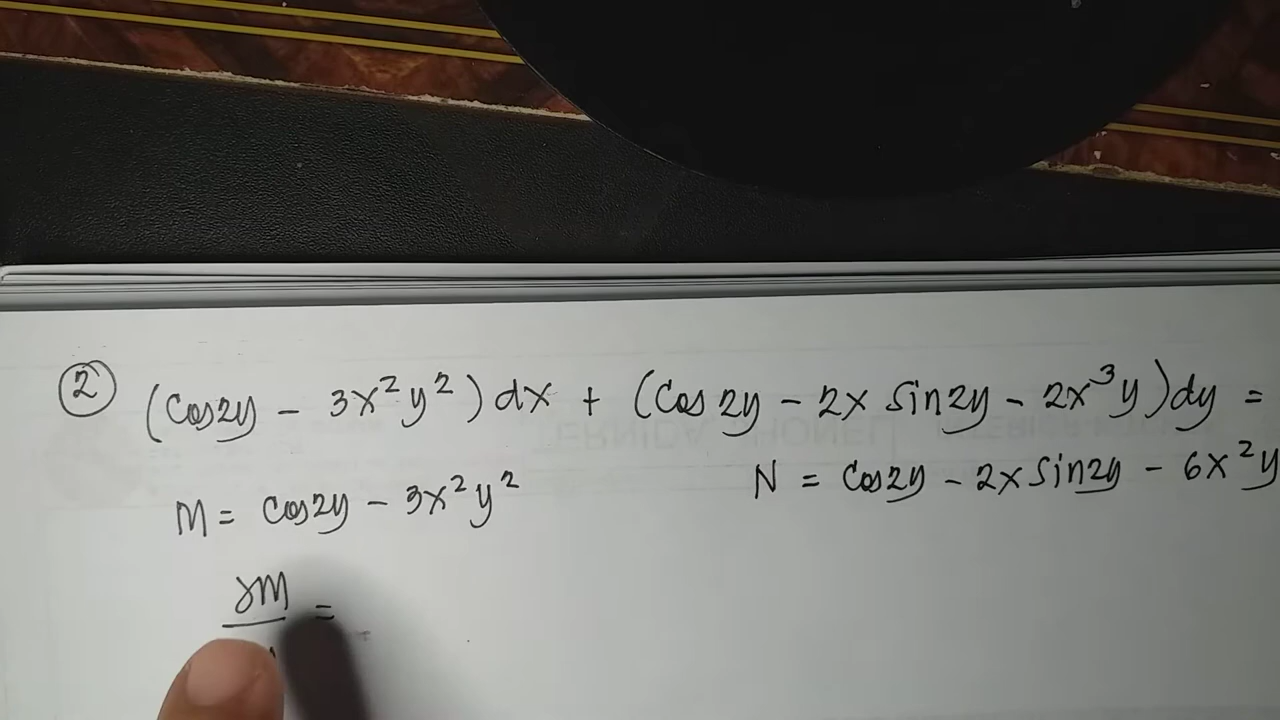 ② (Cos2y - 3x²y²)dx + (Cos 2y - 2x Sin2y - 2x³y)dy =
M = Cos2y - 3x²y²
N = Cos2y - 2x Sin2y - 6x²y
∂M =